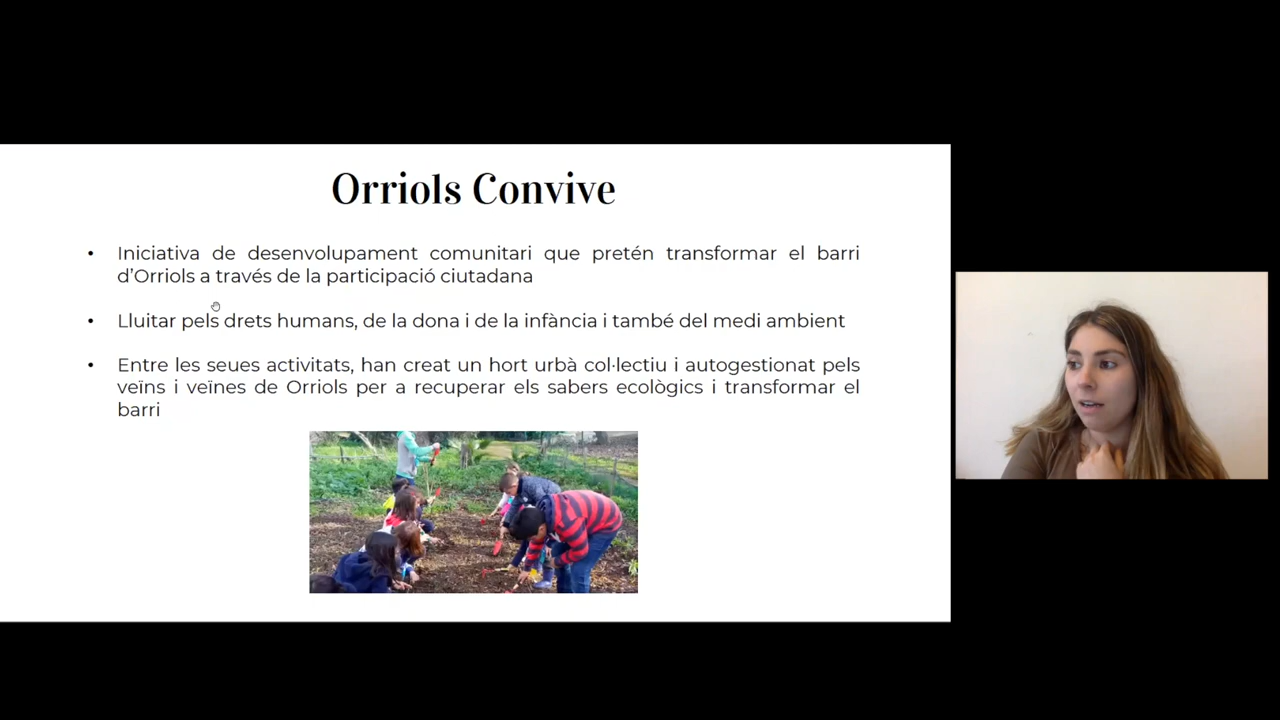 Orriols Convive
• Iniciativa de desenvolupament comunitari que pretén transformar el barri
d'Orriols a través de la participació ciutadana
• Lluitar pels drets humans, de la dona i de la infància i també del medi ambient
• Entre les seues activitats, han creat un hort urbà col·lectiu i autogestionat pels
veïns i veïnes de Orriols per a recuperar els sabers ecològics i transformar el
barri